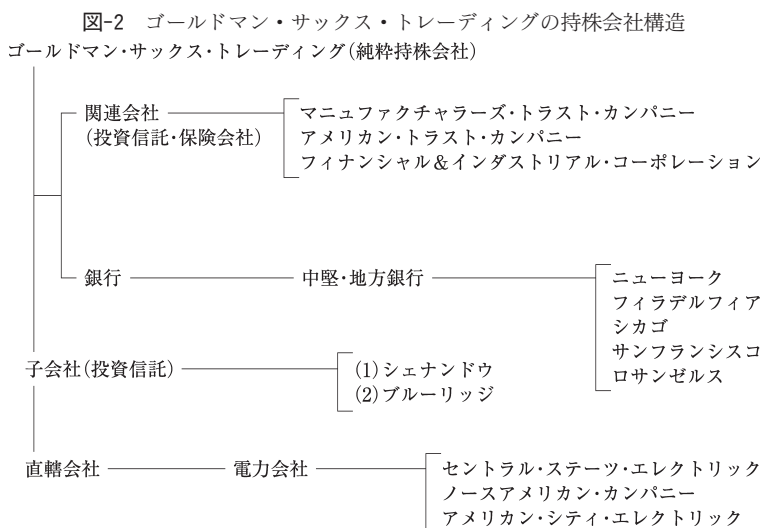 図-2 ゴールドマン・サックス・トレーディングの持株会社構造
ゴールドマン・サックス・トレーディング(純粋持株会社)
関連会社
(投資信託・保険会社)
マニュファクチャラーズ・トラスト・カンパニー
アメリカン・トラスト・カンパニー
フィナンシャル&インダストリアル・コーポレーション
銀行
中堅・地方銀行
ニューヨーク
フィラデルフィア
シカゴ
サンフランシスコ
ロサンゼルス
子会社(投資信託)
(1)シェナンドウ
(2)ブルーリッジ
直轄会社
電力会社
セントラル・ステーツ・エレクトリック
ノースアメリカン・カンパニー
アメリカン・シティ・エレクトリック